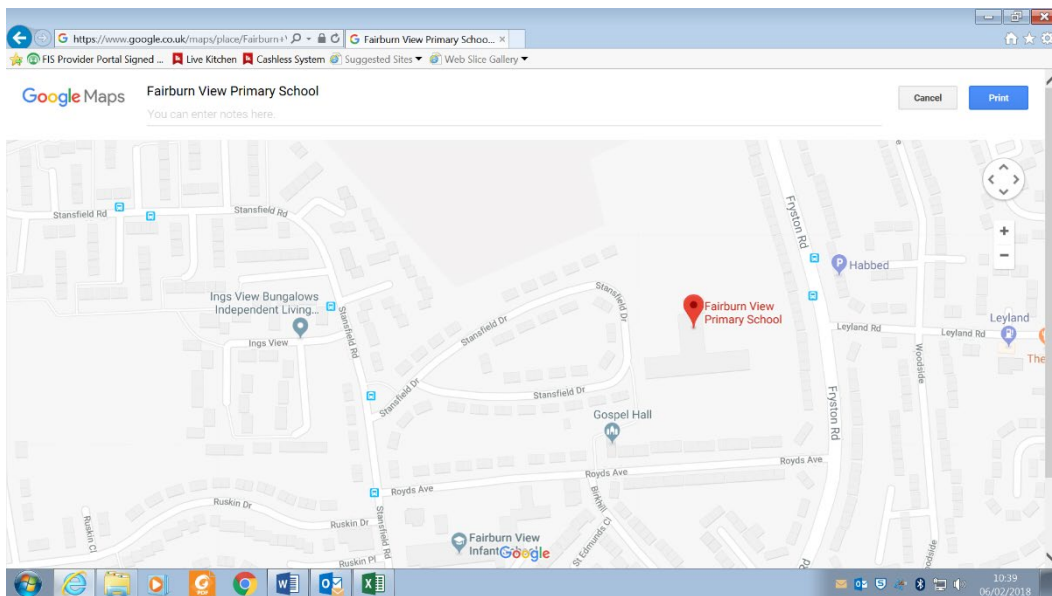 https://www.google.co.uk/maps/place/Fairburn+V
G Fairburn View Primary Schoo... ×
FIS Provider Portal Signed ... Live Kitchen Cashless System Suggested Sites Web Slice Gallery
Google Maps
Fairburn View Primary School
You can enter notes here.
Cancel
Print
Stansfield Rd
Stansfield Rd
Fryston Rd
Habbed
Ings View Bungalows
Independent Living...
Stansfield Dr
Fairburn View
Primary School
Leyland
Stansfield Rd
Stansfield Dr
Leyland Rd
Leyland Rd
Ings View
Woodside
The
Stansfield Dr
Stansfield Dr
Fryston Rd
Gospel Hall
Royds Ave
Royds Ave
Royds Ave
Ruskin Dr
Birkhill
Ruskin Ct
Ruskin Dr
Stansfield Rd
St Edmunds Cl
Fairburn View
Google
Ruskin Pl
Rd
10:39
06/02/2018